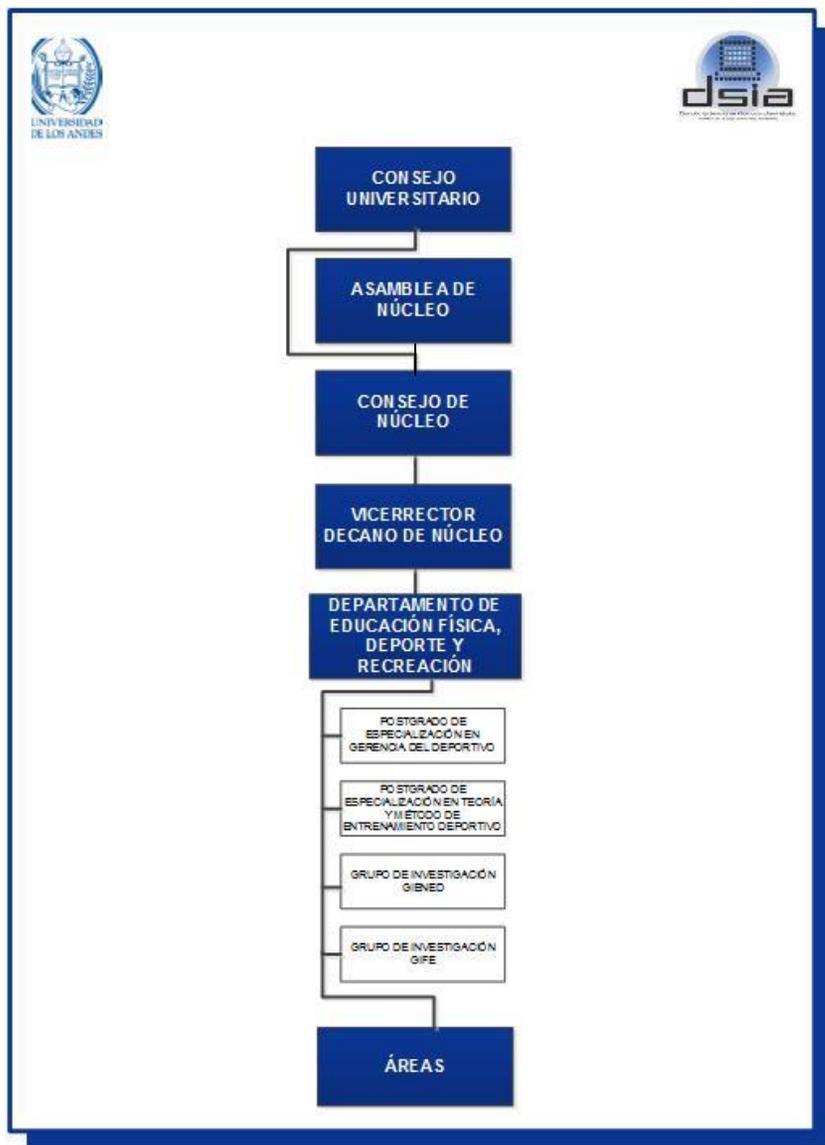 UNIVERSIDAD
DE LOS ANDES
dsia
CONSEJO
UNIVERSITARIO
ASAMBLEA DE
NÚCLEO
CONSEJO DE
NÚCLEO
VICERRECTOR
DECANO DE NÚCLEO
DEPARTAMENTO DE
EDUCACIÓN FÍSICA,
DEPORTE Y
RECREACIÓN
POSTGRADO DE
ESPECIALIZACIÓN EN
GERENCIA DEL DEPORTIVO
POSTGRADO DE
ESPECIALIZACIÓN EN TEORÍA
Y MÉTODO DE
ENTRENAMIENTO DEPORTIVO
GRUPO DE INVESTIGACIÓN
GIENED
GRUPO DE INVESTIGACIÓN
GIFE
ÁREAS